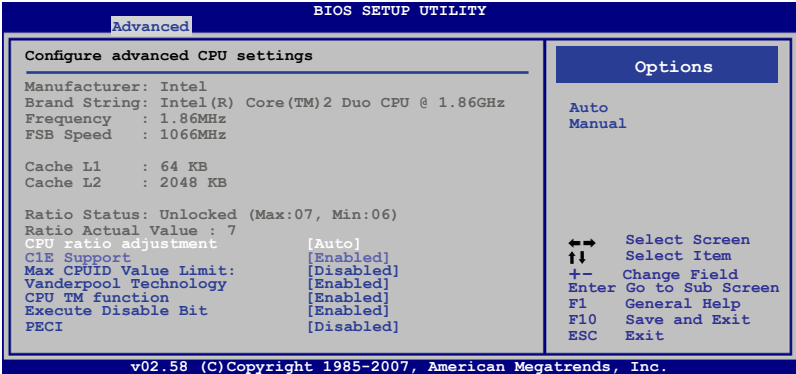 BIOS SETUP UTILITY
Advanced
Configure advanced CPU settings
Manufacturer: Intel
Brand String: Intel(R) Core(TM)2 Duo CPU @ 1.86GHz
Frequency : 1.86MHz
FSB Speed : 1066MHz
Cache L1 : 64 KB
Cache L2 : 2048 KB
Ratio Status: Unlocked (Max:07, Min:06)
Ratio Actual Value : 7
CPU ratio adjustment [Auto]
C1E Support [Enabled]
Max CPUID Value Limit: [Disabled]
Vanderpool Technology [Enabled]
CPU TM function [Enabled]
Execute Disable Bit [Enabled]
PECI [Disabled]
Options
Auto
Manual
←→ Select Screen
↑↓ Select Item
+- Change Field
Enter Go to Sub Screen
F1 General Help
F10 Save and Exit
ESC Exit
v02.58 (C)Copyright 1985-2007, American Megatrends, Inc.